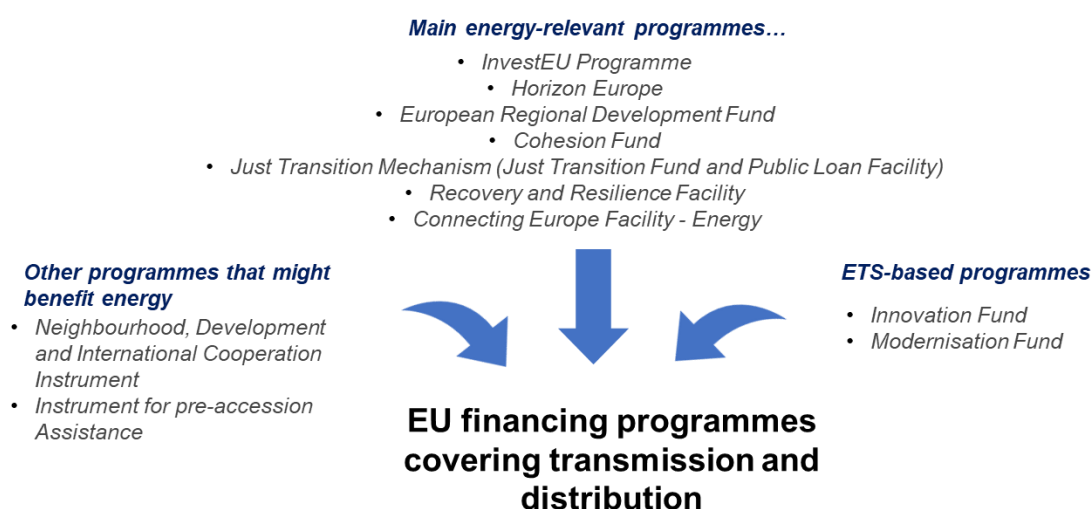 Main energy-relevant programmes…
• InvestEU Programme
• Horizon Europe
• European Regional Development Fund
• Cohesion Fund
• Just Transition Mechanism (Just Transition Fund and Public Loan Facility)
• Recovery and Resilience Facility
• Connecting Europe Facility - Energy
Other programmes that might
benefit energy
• Neighbourhood, Development
and International Cooperation
Instrument
• Instrument for pre-accession
Assistance
ETS-based programmes
• Innovation Fund
• Modernisation Fund
EU financing programmes
covering transmission and
distribution